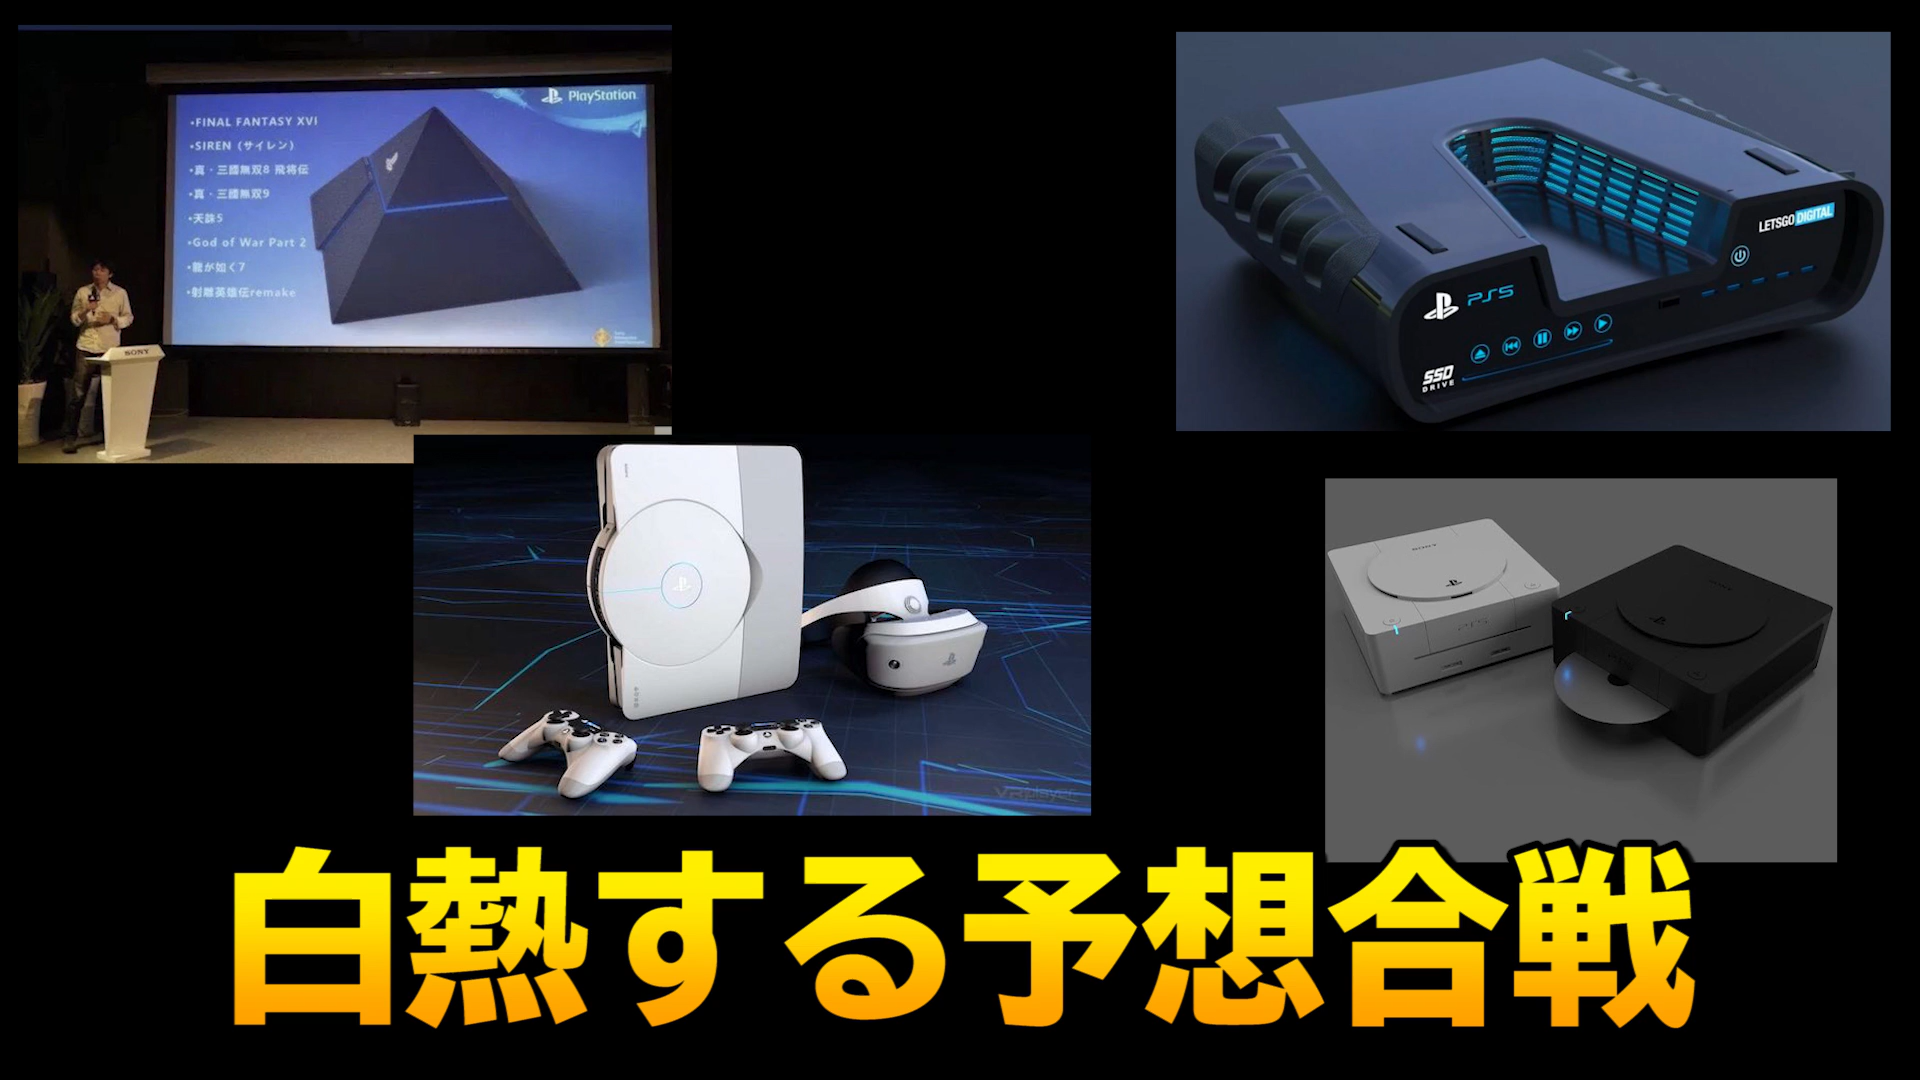 PlayStation
•FINAL FANTASY XVI
•SIREN（サイレン）
•真・三國無双8 飛将伝
•真・三國無双9
•天誅5
•God of War Part 2
•龍が如く7
•射雕英雄伝remake
SONY
LETSGO DIGITAL
PS5
SSD
DRIVE
VRplayer
SONY
PS5
白熱する予想合戦